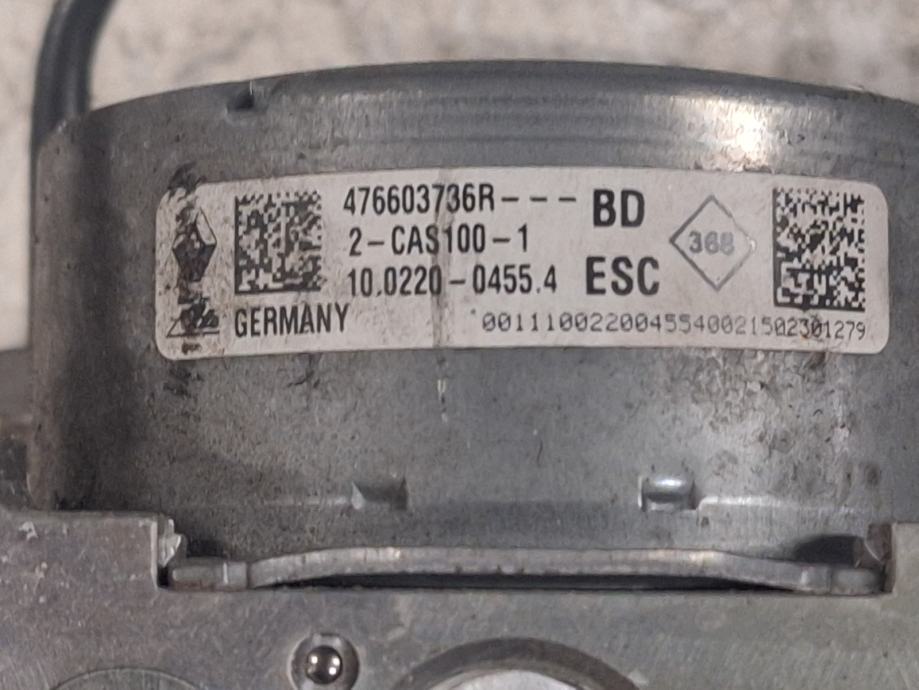 476603736R--- BD
2-CAS100-1
368
10.0220-0455.4 ESC
GERMANY
0011100220045540021502301279